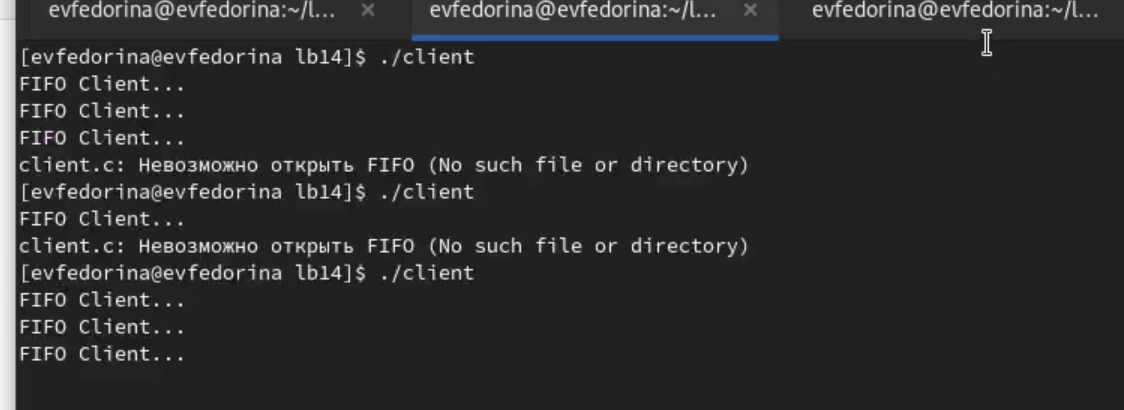 evfedorina@evfedorina:~/l... × evfedorina@evfedorina:~/l... × evfedorina@evfedorina:~/l...
[evfedorina@evfedorina lb14]$ ./client
FIFO Client...
FIFO Client...
FIFO Client...
client.c: Невозможно открыть FIFO (No such file or directory)
[evfedorina@evfedorina lb14]$ ./client
FIFO Client...
client.c: Невозможно открыть FIFO (No such file or directory)
[evfedorina@evfedorina lb14]$ ./client
FIFO Client...
FIFO Client...
FIFO Client...